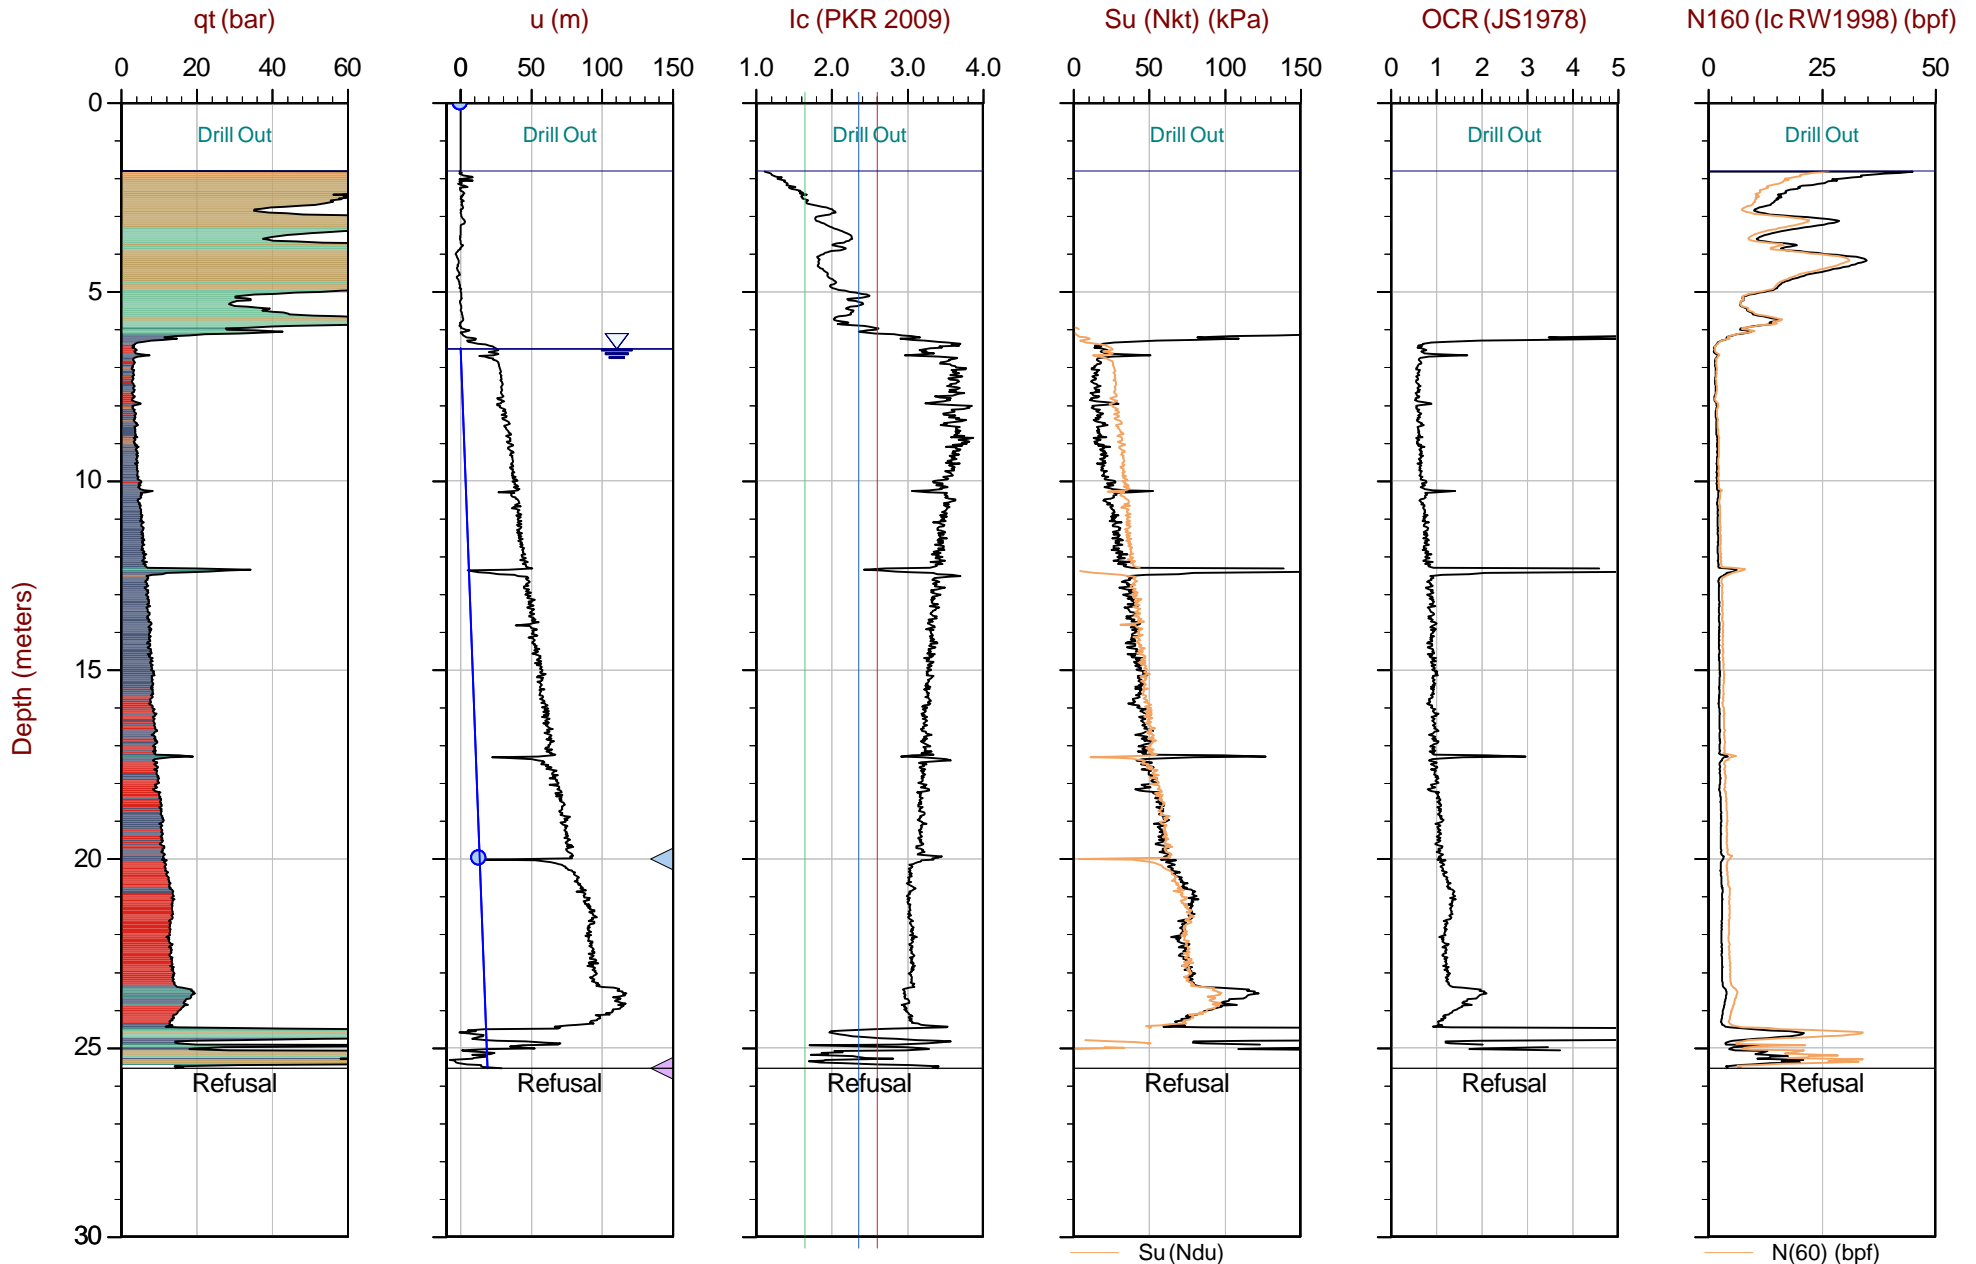 qt (bar) u (m) Ic (PKR 2009) Su (Nkt) (kPa) OCR (JS1978) N160 (Ic RW1998) (bpf)
0 20 40 60 0 50 100 150 1.0 2.0 3.0 4.0 0 50 100 150 0 1 2 3 4 5 0 25 50
0
Drill Out Drill Out Drill Out Drill Out Drill Out Drill Out
5
10
15
Depth (meters)
20
25
Refusal Refusal Refusal Refusal Refusal Refusal
30
Su (Ndu) N(60) (bpf)